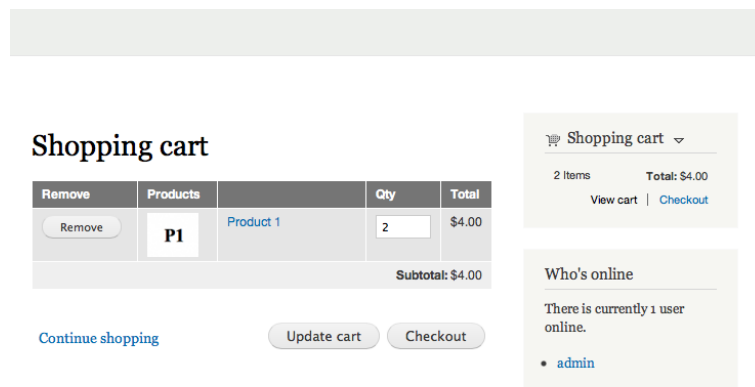 Shopping cart
Remove Products Qty Total
Remove P1 Product 1 2 $4.00
Subtotal: $4.00
Continue shopping Update cart Checkout
Shopping cart
2 Items Total: $4.00
View cart | Checkout
Who's online
There is currently 1 user
online.
admin